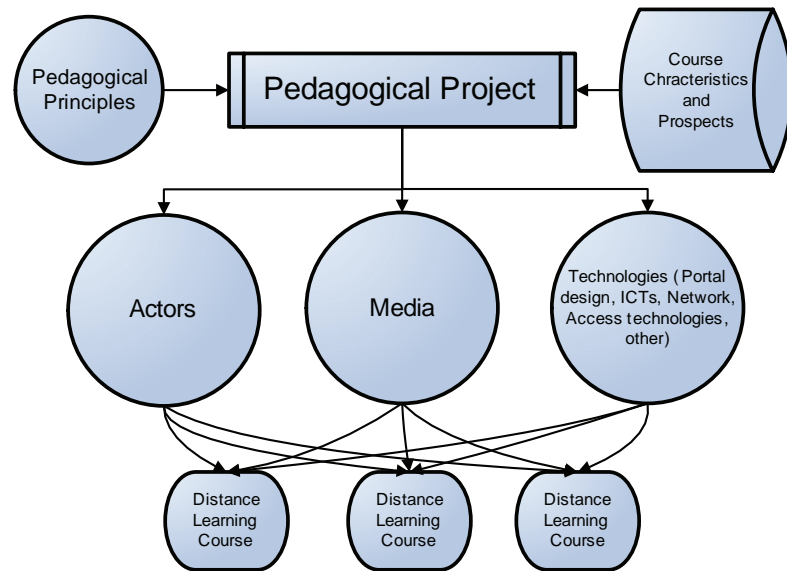 Pedagogical
Principles
Pedagogical Project
Course
Chracteristics
and
Prospects
Actors
Media
Technologies (Portal
design, ICTs, Network,
Access technologies,
other)
Distance
Learning
Course
Distance
Learning
Course
Distance
Learning
Course